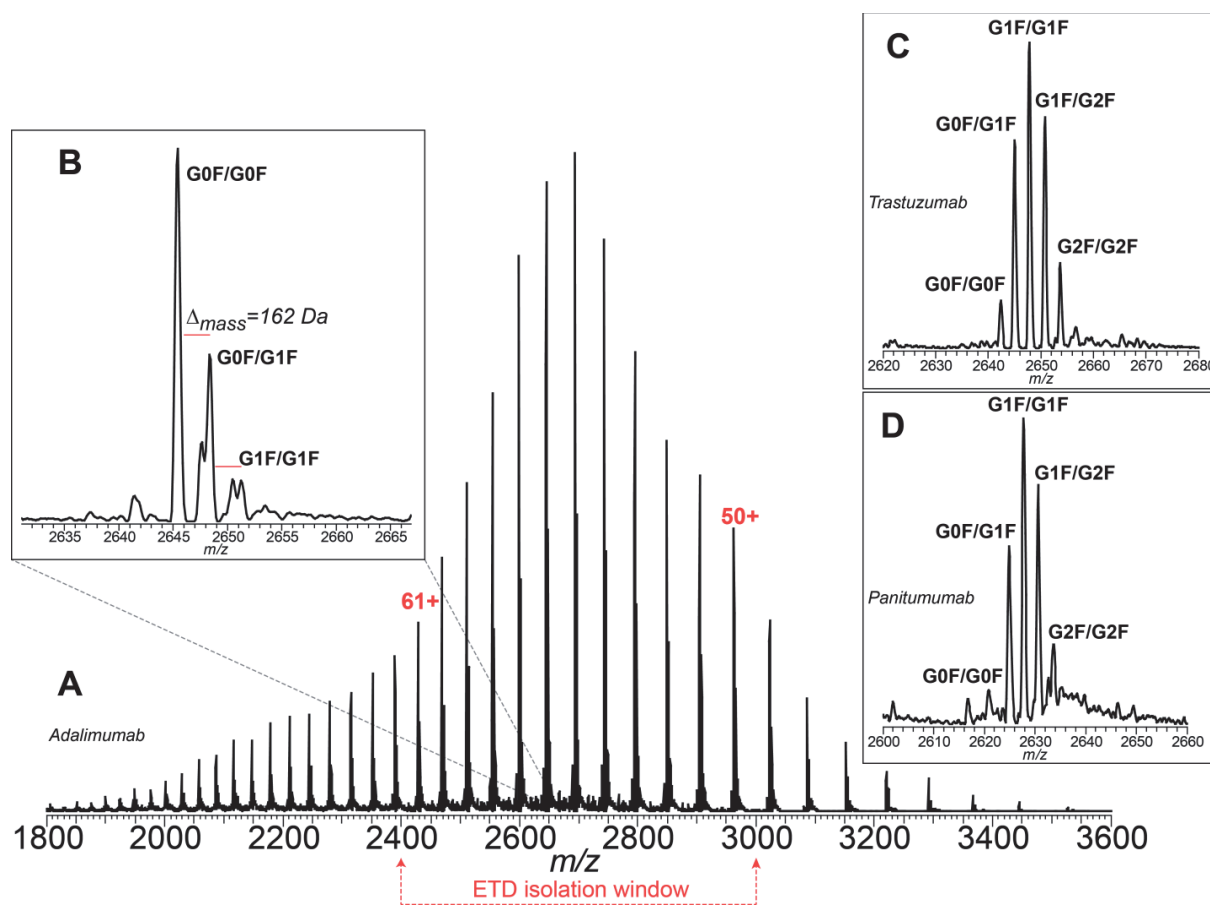 B
G0F/G0F
Δmass=162 Da
G0F/G1F
G1F/G1F
2635 2640 2645 2650 2655 2660 2665
m/z
C
G1F/G1F
G1F/G2F
G0F/G1F
Trastuzumab
G2F/G2F
G0F/G0F
2620 2630 2640 2650 2660 2670 2680
m/z
D
G1F/G1F
G1F/G2F
G0F/G1F
Panitumumab
G2F/G2F
G0F/G0F
2600 2610 2620 2630 2640 2650 2660
m/z
A
Adalimumab
61+
50+
1800 2000 2200 2400 2600 2800 3000 3200 3400 3600
m/z
ETD isolation window